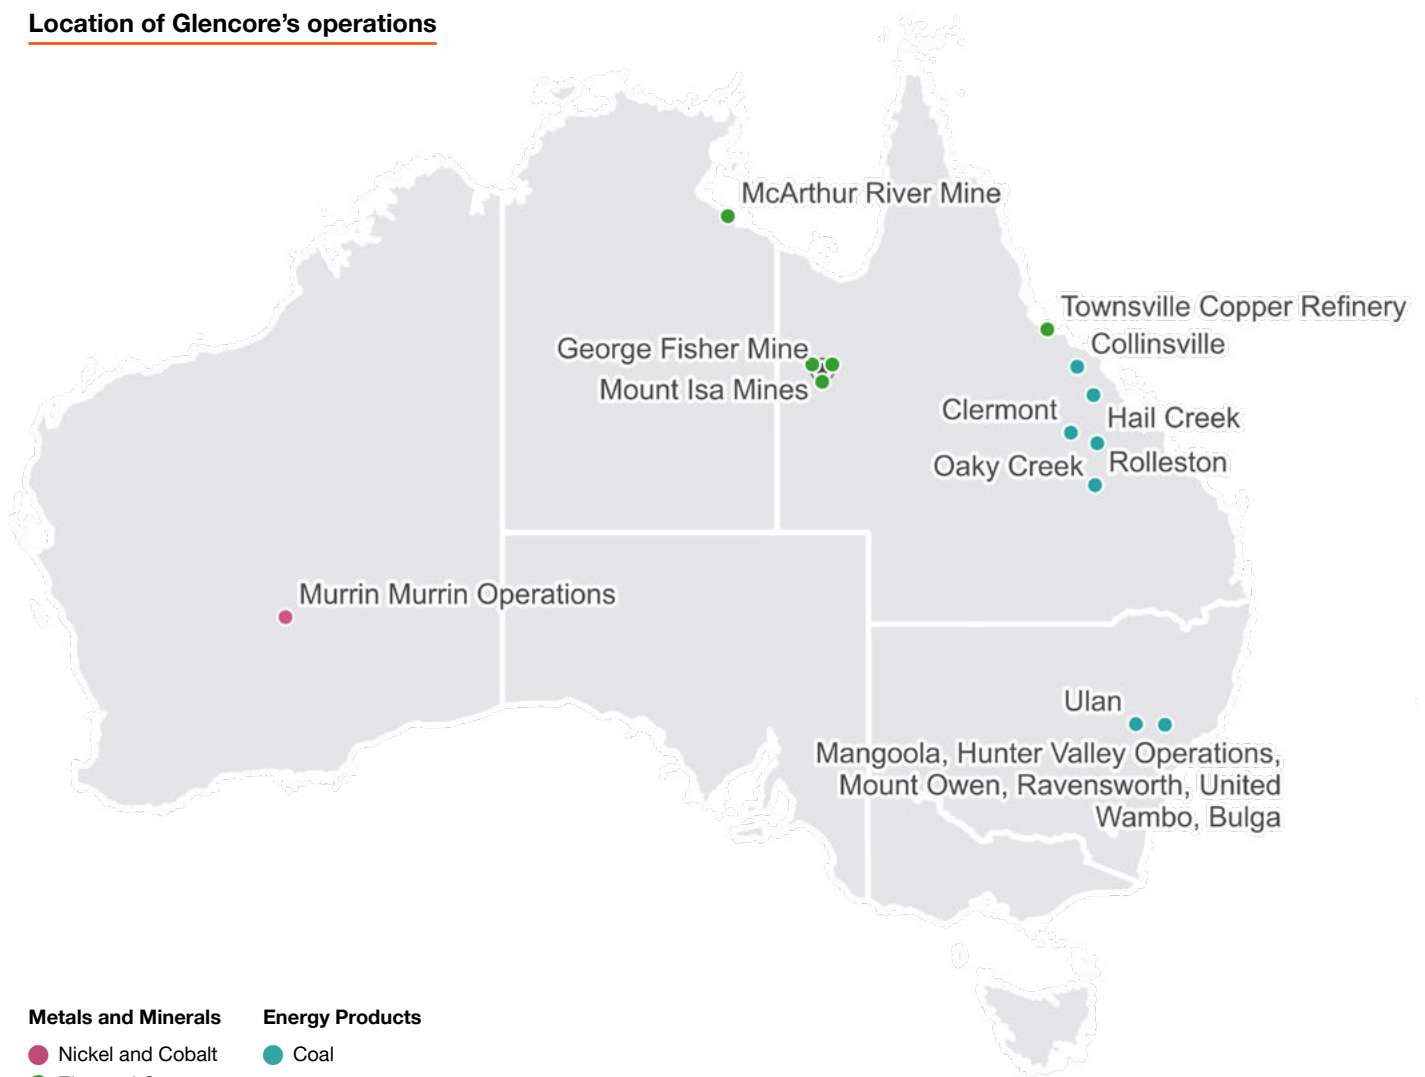 Location of Glencore’s operations
McArthur River Mine
Townsville Copper Refinery
Collinsville
George Fisher Mine
Mount Isa Mines
Clermont
Hail Creek
Oaky Creek
Rolleston
Murrin Murrin Operations
Ulan
Mangoola, Hunter Valley Operations,
Mount Owen, Ravensworth, United
Wambo, Bulga
Metals and Minerals
Energy Products
Nickel and Cobalt
Coal